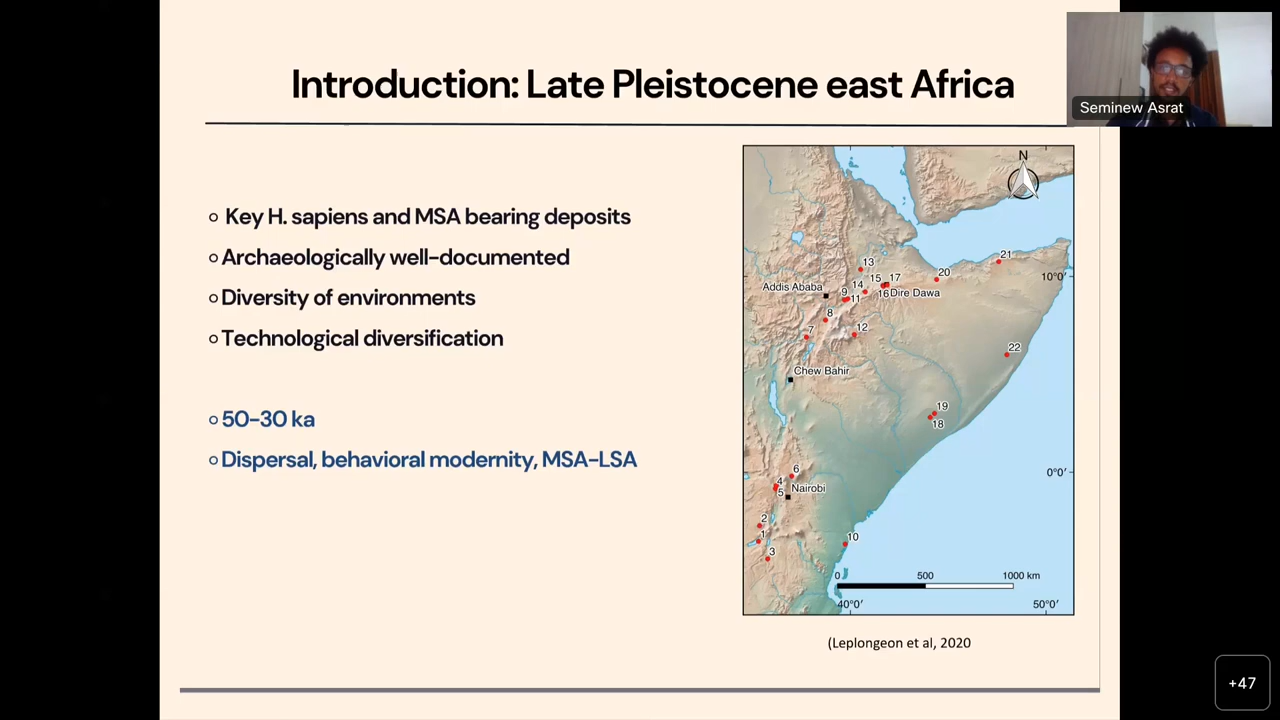 Introduction: Late Pleistocene east Africa
Seminew Asrat
Key H. sapiens and MSA bearing deposits
Archaeologically well-documented
Diversity of environments
Technological diversification
50-30 ka
Dispersal, behavioral modernity, MSA-LSA
N
21
13
20
10°0′
15
17
14
Addis Ababa
9
16
Dire Dawa
11
8
12
7
22
Chew Bahir
19
18
6
0°0′
4
5
Nairobi
2
1
10
3
0 500 1000 km
40°0′
50°0′
(Leplongeon et al, 2020
+47